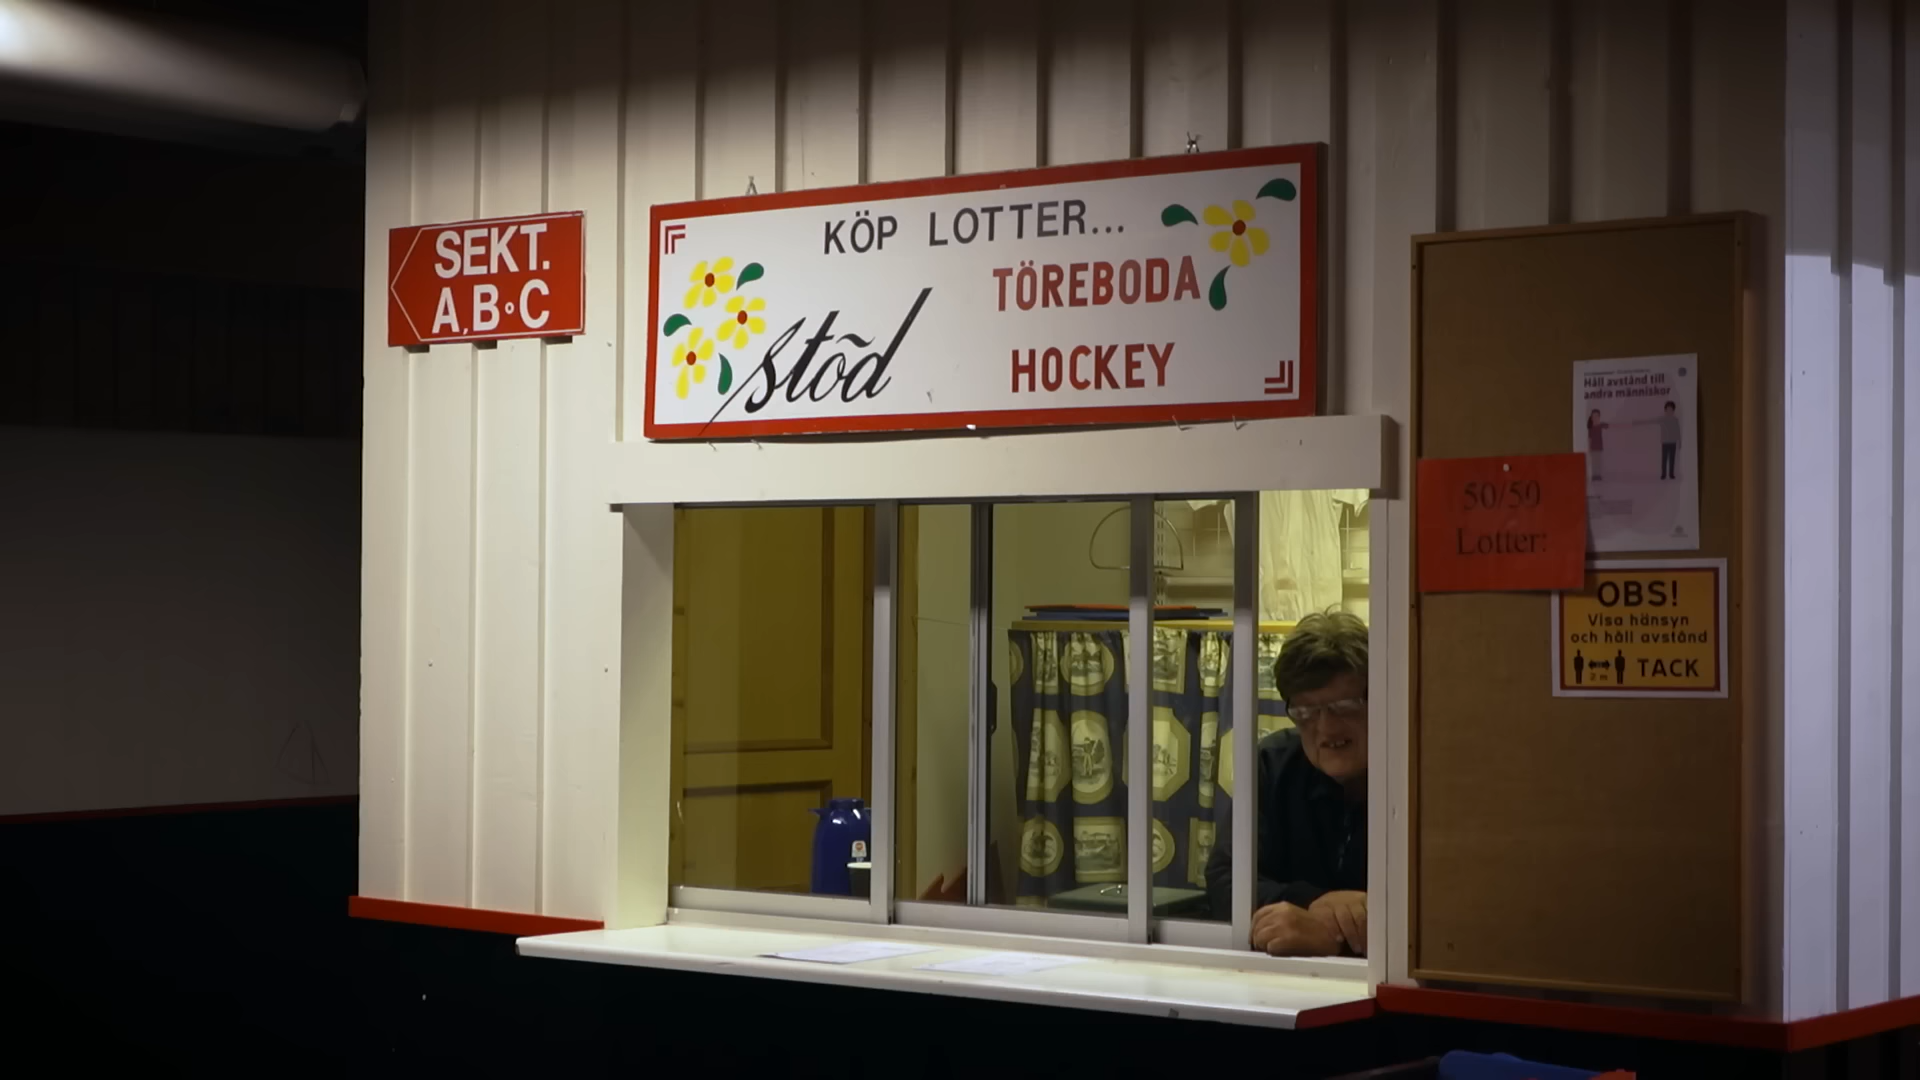 SEKT.
A,B◦C
KÖP LOTTER...
stöd
TÖREBODA
HOCKEY
Håll avstånd till
andra människor
50/50
Lotter:
OBS!
Visa hänsyn
och håll avstånd
2 m
TACK